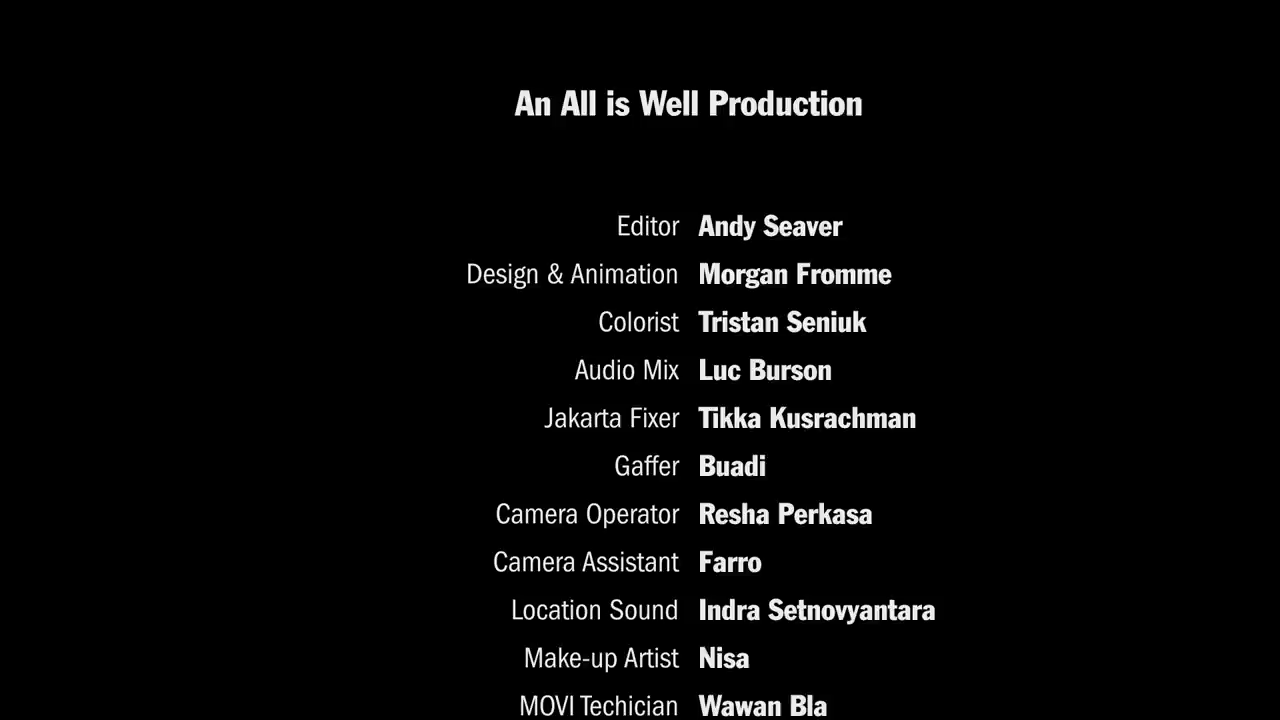 An All is Well Production
Editor Andy Seaver
Design & Animation Morgan Fromme
Colorist Tristan Seniuk
Audio Mix Luc Burson
Jakarta Fixer Tikka Kusrachman
Gaffer Buadi
Camera Operator Resha Perkasa
Camera Assistant Farro
Location Sound Indra Setnovyantara
Make-up Artist Nisa
MOVI Techician Wawan Bla